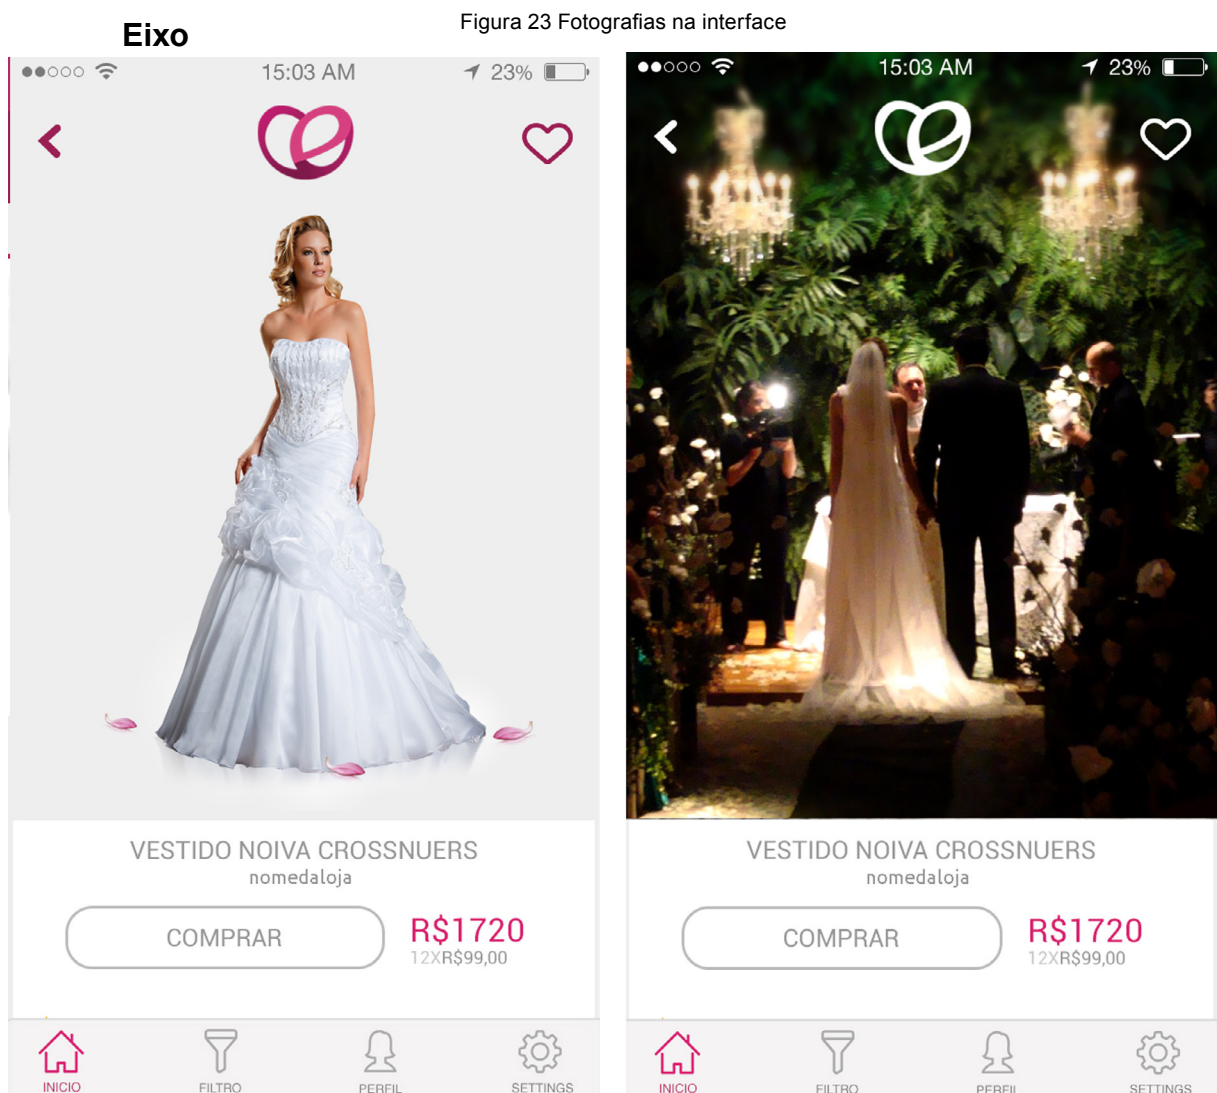 Figura 23 Fotografias na interface
Eixo
15:03 AM
23%
VESTIDO NOIVA CROSSNUERS
nomedaloja
COMPRAR
R$1720
12XR$99,00
INICIO
FILTRO
PERFIL
SETTINGS
15:03 AM
23%
VESTIDO NOIVA CROSSNUERS
nomedaloja
COMPRAR
R$1720
12XR$99,00
INICIO
FILTRO
PERFIL
SETTINGS